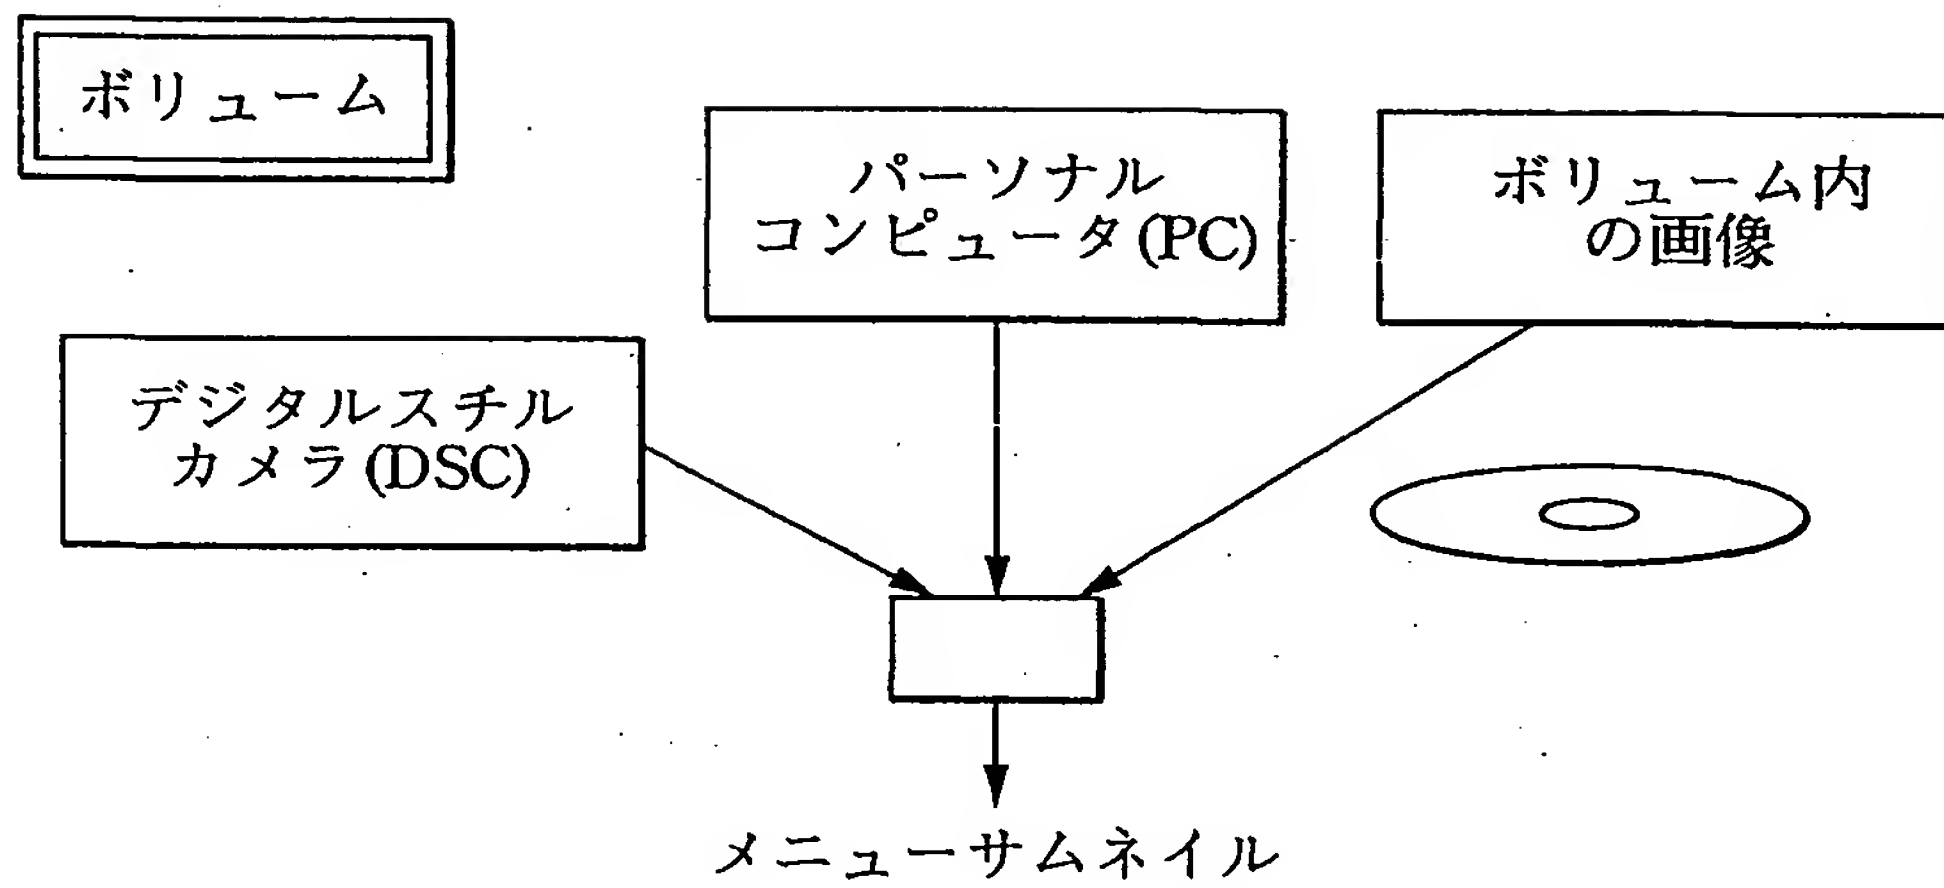 ボリューム
パーソナル
コンピュータ(PC)
ボリューム内
の画像
デジタルスチル
カメラ(DSC)
メニューサムネイル